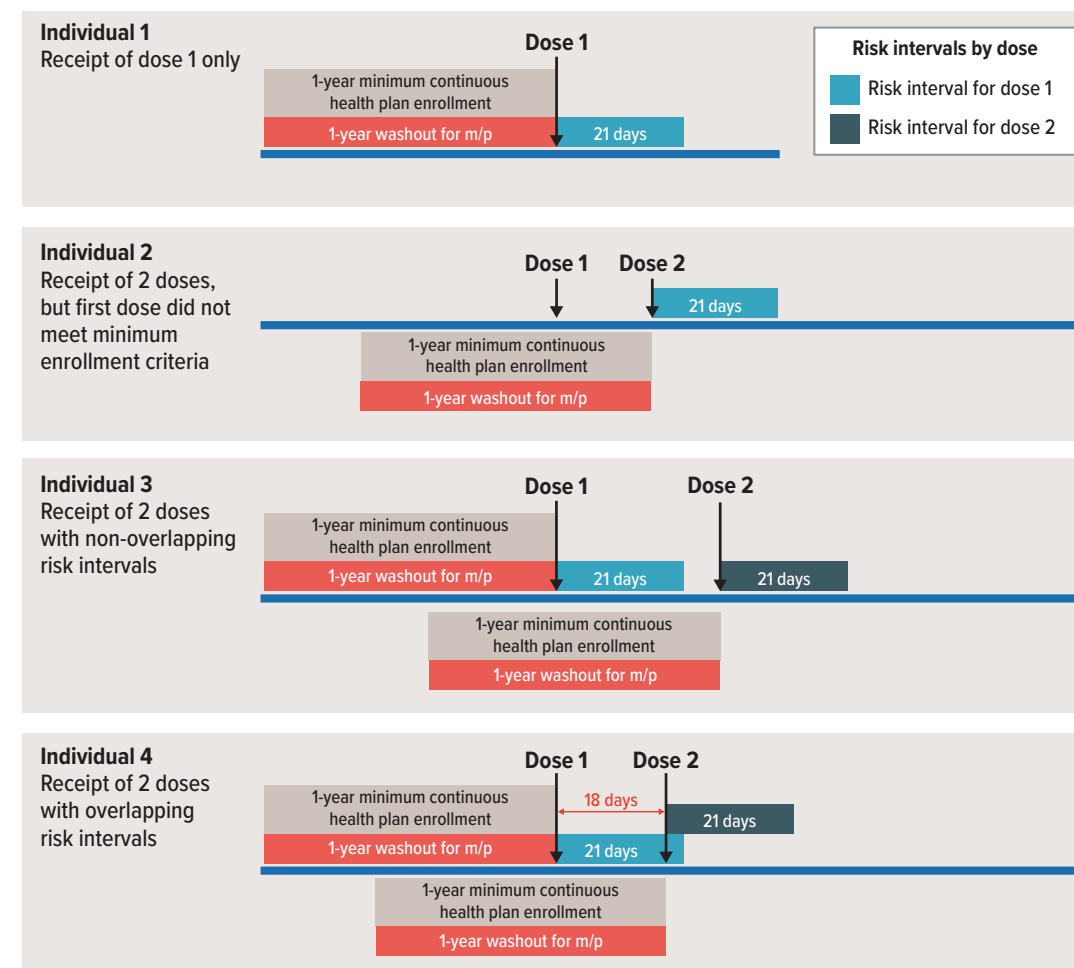 Individual 1
Receipt of dose 1 only
Dose 1
1-year minimum continuous
health plan enrollment
1-year washout for m/p
21 days
Risk intervals by dose
Risk interval for dose 1
Risk interval for dose 2
Individual 2
Receipt of 2 doses,
but first dose did not
meet minimum
enrollment criteria
Dose 1
Dose 2
21 days
1-year minimum continuous
health plan enrollment
1-year washout for m/p
Individual 3
Receipt of 2 doses
with non-overlapping
risk intervals
Dose 1
Dose 2
1-year minimum continuous
health plan enrollment
1-year washout for m/p
21 days
21 days
1-year minimum continuous
health plan enrollment
1-year washout for m/p
Individual 4
Receipt of 2 doses
with overlapping
risk intervals
Dose 1
Dose 2
1-year minimum continuous
health plan enrollment
18 days
21 days
1-year washout for m/p
21 days
1-year minimum continuous
health plan enrollment
1-year washout for m/p